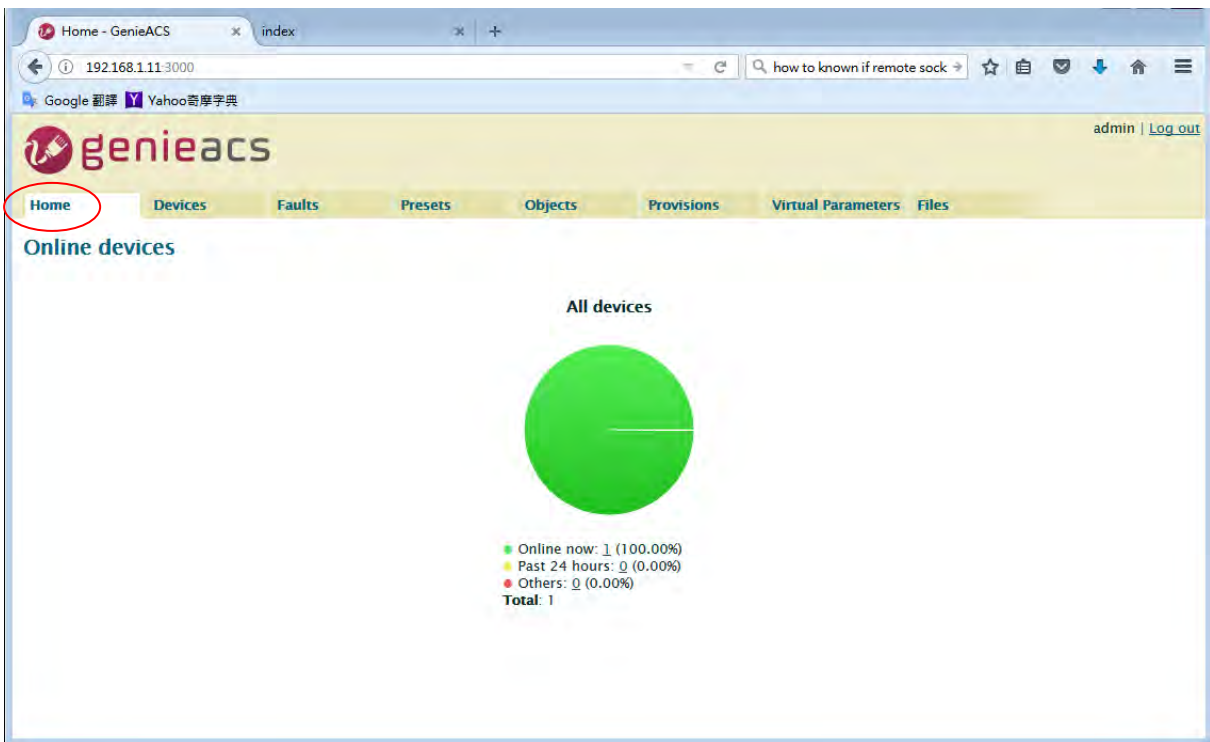 Home - GenieACS × index × +
192.168.1.11:3000 how to known if remote sock
Google 翻譯 Yahoo奇摩字典
genieacs
admin | Log out
Home Devices Faults Presets Objects Provisions Virtual Parameters Files
Online devices
All devices
Online now: 1 (100.00%)
Past 24 hours: 0 (0.00%)
Others: 0 (0.00%)
Total: 1